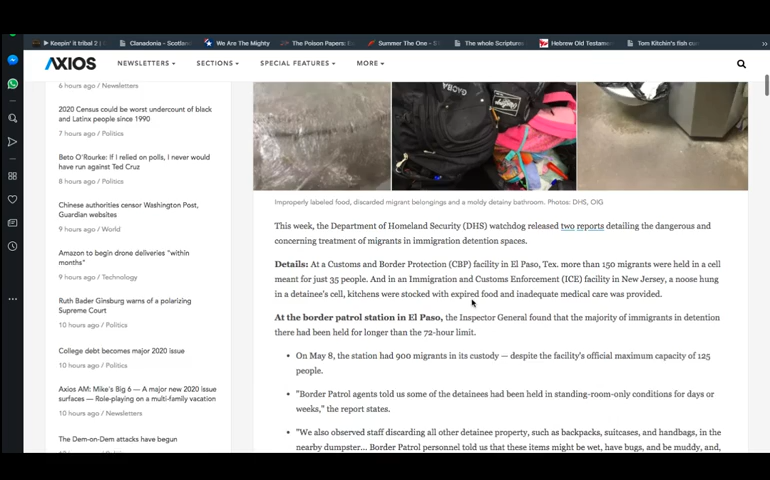 Keepin' it tribal 2
Clanadonia - Scotlan
We Are The Mighty
The Poison Papers: E
Summer The One - E
The whole Scripture
Hebrew Old Testame
Tom Kitchin's fish co
AXIOS
NEWSLETTERS
SECTIONS
SPECIAL FEATURES
MORE
6 hours ago / Newsletters
2020 Census could be worst undercount of black
and Latinx people since 1990
7 hours ago / Politics
Beto O'Rourke: If I relied on polls, I never would
have run against Ted Cruz
8 hours ago / Politics
Chinese authorities censor Washington Post,
Guardian websites
9 hours ago / World
Amazon to begin drone deliveries "within
months"
9 hours ago / Technology
Ruth Bader Ginsburg warns of a polarizing
Supreme Court
10 hours ago / Politics
College debt becomes major 2020 issue
10 hours ago / Politics
Axios AM: Mike's Big 6 — A major new 2020 issue
surfaces — Role-playing on a multi-family vacation
10 hours ago / Newsletters
The Dem-on-Dem attacks have begun
Improperly labeled food, discarded migrant belongings and a moldy detainy bathroom. Photos: DHS, OIG
This week, the Department of Homeland Security (DHS) watchdog released two reports detailing the dangerous and
concerning treatment of migrants in immigration detention spaces.
Details: At a Customs and Border Protection (CBP) facility in El Paso, Tex. more than 150 migrants were held in a cell
meant for just 35 people. And in an Immigration and Customs Enforcement (ICE) facility in New Jersey, a noose hung
in a detainee's cell, kitchens were stocked with expired food and inadequate medical care was provided.
At the border patrol station in El Paso, the Inspector General found that the majority of immigrants in detention
there had been held for longer than the 72-hour limit.
• On May 8, the station had 900 migrants in its custody — despite the facility's official maximum capacity of 125
people.
• "Border Patrol agents told us some of the detainees had been held in standing-room-only conditions for days or
weeks," the report states.
• "We also observed staff discarding all other detainee property, such as backpacks, suitcases, and handbags, in the
nearby dumpster... Border Patrol personnel told us that these items might be wet, have bugs, and be muddy, and,